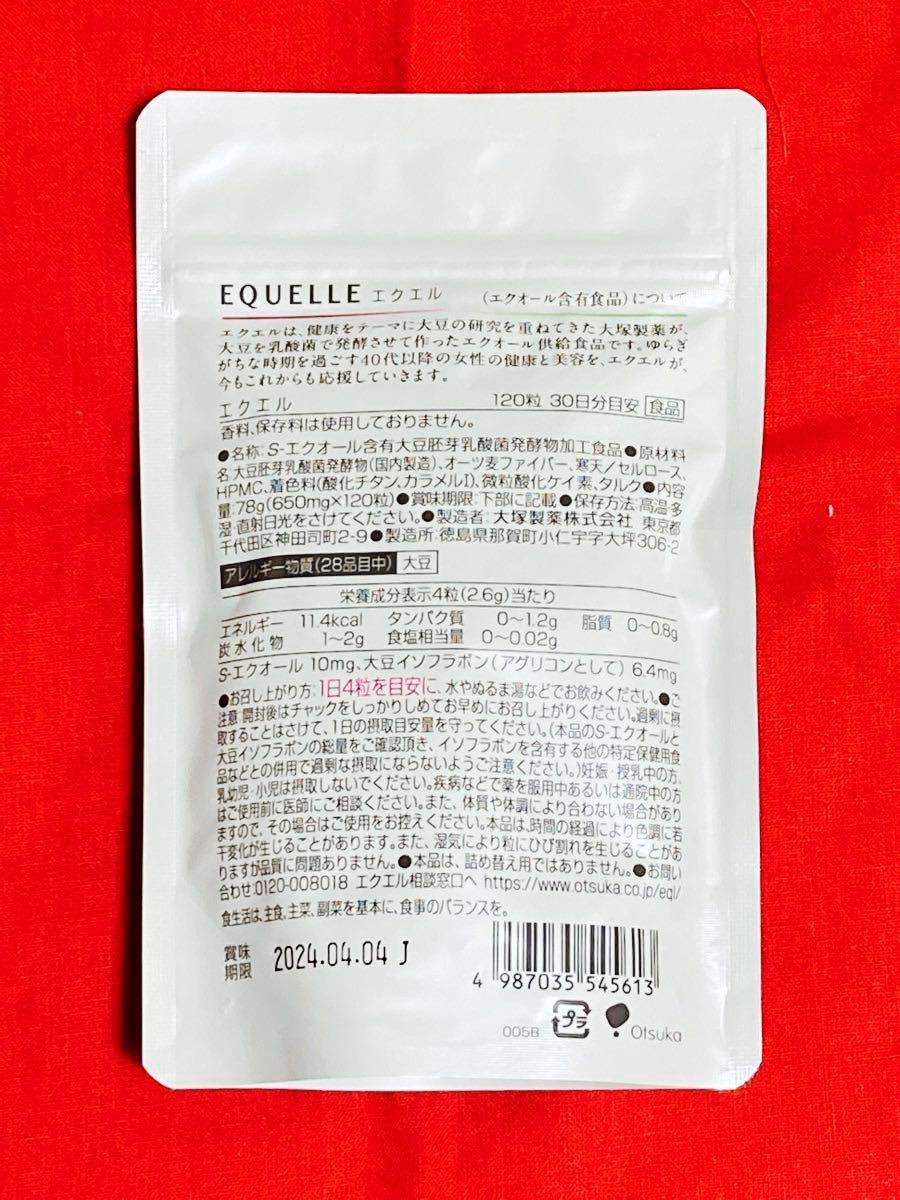 EQUELLE エクエル (エクオール含有食品)について
エクエルは、健康をテーマに大豆の研究を重ねてきた大塚製薬が、
大豆を乳酸菌で発酵させて作ったエクオール供給食品です。ゆらぎ
がちな時期を過ごす40代以降の女性の健康と美容を、エクエルが、
今もこれからも応援していきます。
エクエル 120粒 30日分目安 食品
香料、保存料は使用しておりません。
●名称:S-エクオール含有大豆胚芽乳酸菌発酵物加工食品●原材料
名:大豆胚芽乳酸菌発酵物(国内製造)、オーツ麦ファイバー、寒天/セルロース、
HPMC、着色料(酸化チタン、カラメルI)、微粒酸化ケイ素、タルク●内容
量:78g(650mg×120粒)●賞味期限:下部に記載●保存方法:高温・多
湿・直射日光をさけてください。●製造者:大塚製薬株式会社 東京都
千代田区神田司町2-9●製造所:徳島県那賀町小仁宇字大坪306-2
アレルギー物質(28品目中) 大豆
栄養成分表示4粒(2.6g)当たり
エネルギー 11.4kcal タンパク質 0〜1.2g 脂質 0〜0.8g
炭水化物 1〜2g 食塩相当量 0〜0.02g
S-エクオール 10mg、大豆イソフラボン(アグリコンとして) 6.4mg
●お召し上がり方:1日4粒を目安に、水やぬるま湯などでお飲みください。●ご
注意:開封後はチャックをしっかりしめてお早めにお召し上がりください。過剰に摂
取することはさけて、1日の摂取目安量を守ってください。(本品のS-エクオールと
大豆イソフラボンの総量をご確認頂き、イソフラボンを含有する他の特定保健用食
品などとの併用で過剰な摂取にならないようご注意ください。)妊娠・授乳中の方、
乳幼児・小児は摂取しないでください。疾病などで薬を服用中あるいは通院中の方
はご使用前に医師にご相談ください。また、体質や体調により合わない場合があり
ますので、その場合はご使用をお控えください。本品は、時間の経過により色調に若
干変化が生じることがあります。また、湿気により粒にひび割れを生じることがあ
りますが品質に問題ありません。●本品は、詰め替え用ではありません。●お問い
合わせ:0120-008018 エクエル相談窓口へ https://www.otsuka.co.jp/eql/
食生活は、主食、主菜、副菜を基本に、食事のバランスを。
賞味
期限 2024.04.04 J
4 987035 545613
005B プラ Otsuka